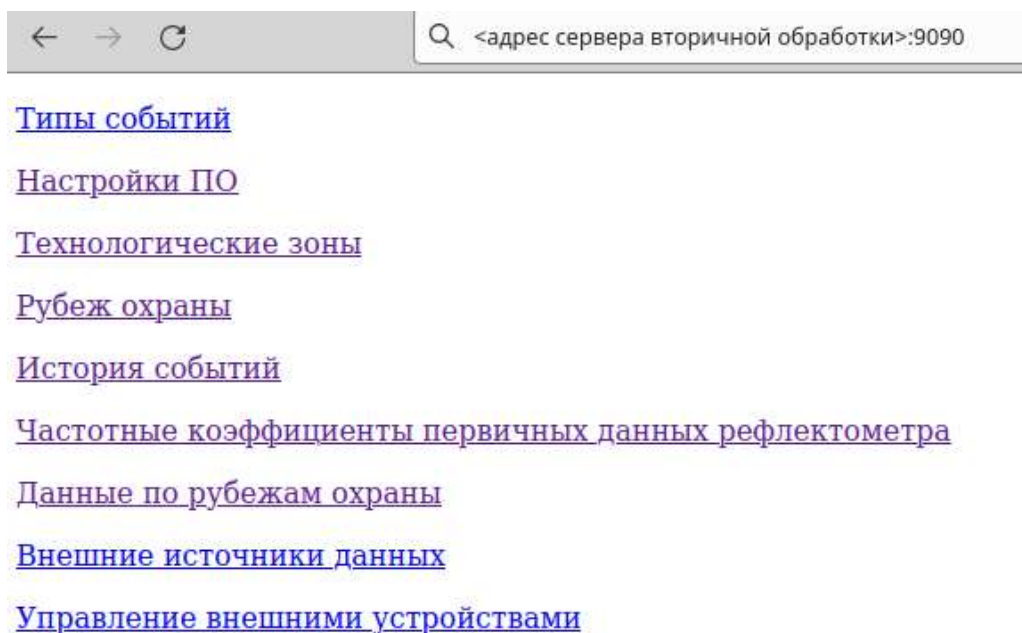 <адрес сервера вторичной обработки>:9090
Типы событий
Настройки ПО
Технологические зоны
Рубеж охраны
История событий
Частотные коэффициенты первичных данных рефлектометра
Данные по рубежам охраны
Внешние источники данных
Управление внешними устройствами